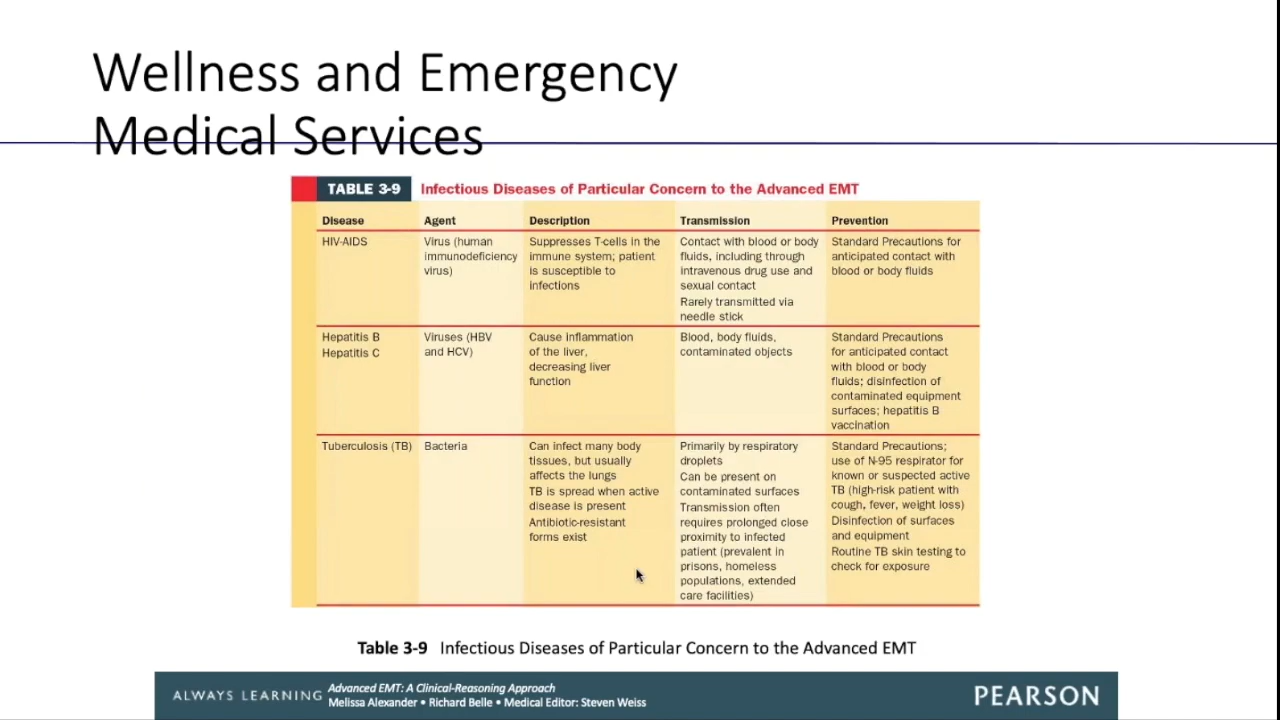 Wellness and Emergency
Medical Services
TABLE 3-9 Infectious Diseases of Particular Concern to the Advanced EMT
Disease Agent Description Transmission Prevention
HIV-AIDS
Virus (human
immunodeficiency
virus)
Suppresses T-cells in the
immune system; patient
is susceptible to
infections
Contact with blood or body
fluids, including through
intravenous drug use and
sexual contact
Rarely transmitted via
needle stick
Standard Precautions for
anticipated contact with
blood or body fluids
Hepatitis B
Hepatitis C
Viruses (HBV
and HCV)
Cause inflammation
of the liver,
decreasing liver
function
Blood, body fluids,
contaminated objects
Standard Precautions
for anticipated contact
with blood or body
fluids; disinfection of
contaminated equipment
surfaces; hepatitis B
vaccination
Tuberculosis (TB)
Bacteria
Can infect many body
tissues, but usually
affects the lungs
TB is spread when active
disease is present
Antibiotic-resistant
forms exist
Primarily by respiratory
droplets
Can be present on
contaminated surfaces
Transmission often
requires prolonged close
proximity to infected
patient (prevalent in
prisons, homeless
populations, extended
care facilities)
Standard Precautions;
use of N-95 respirator for
known or suspected active
TB (high-risk patient with
cough, fever, weight loss)
Disinfection of surfaces
and equipment
Routine TB skin testing to
check for exposure
Table 3-9 Infectious Diseases of Particular Concern to the Advanced EMT
ALWAYS LEARNING
Advanced EMT: A Clinical-Reasoning Approach
Melissa Alexander • Richard Belle • Medical Editor: Steven Weiss
PEARSON